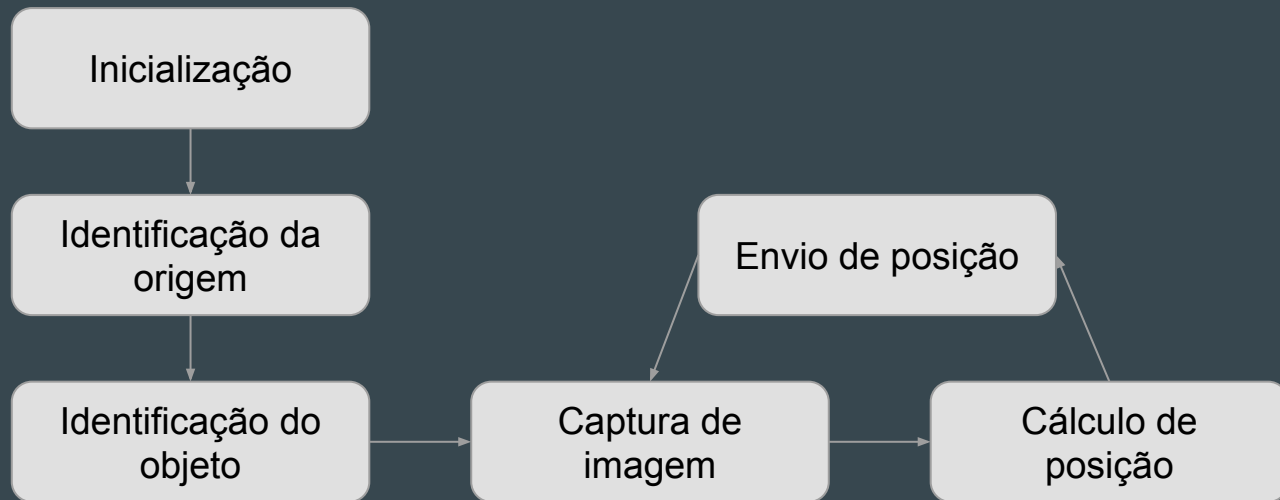 Inicialização
Identificação da
origem
Envio de posição
Identificação do
objeto
Captura de
imagem
Cálculo de
posição